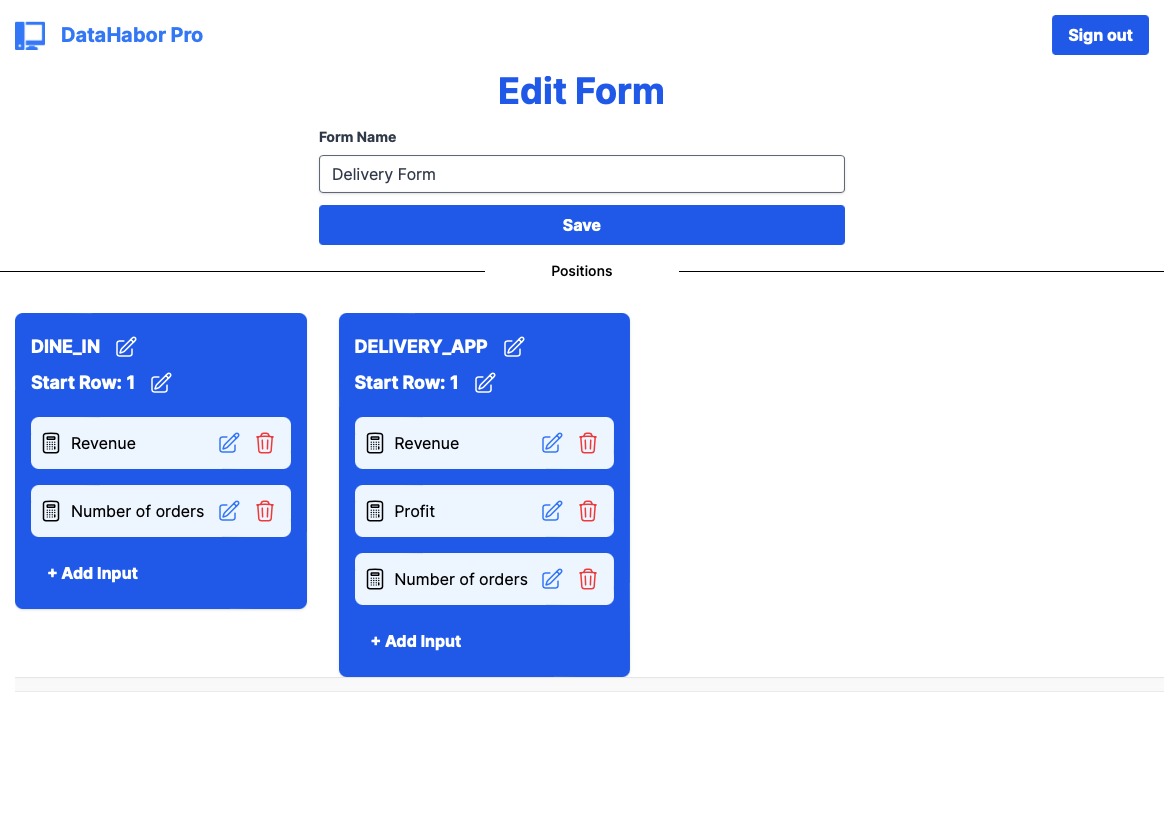 DataHabor Pro
Sign out
Edit Form
Form Name
Delivery Form
Save
Positions
DINE_IN
Start Row: 1
Revenue
Number of orders
+ Add Input
DELIVERY_APP
Start Row: 1
Revenue
Profit
Number of orders
+ Add Input